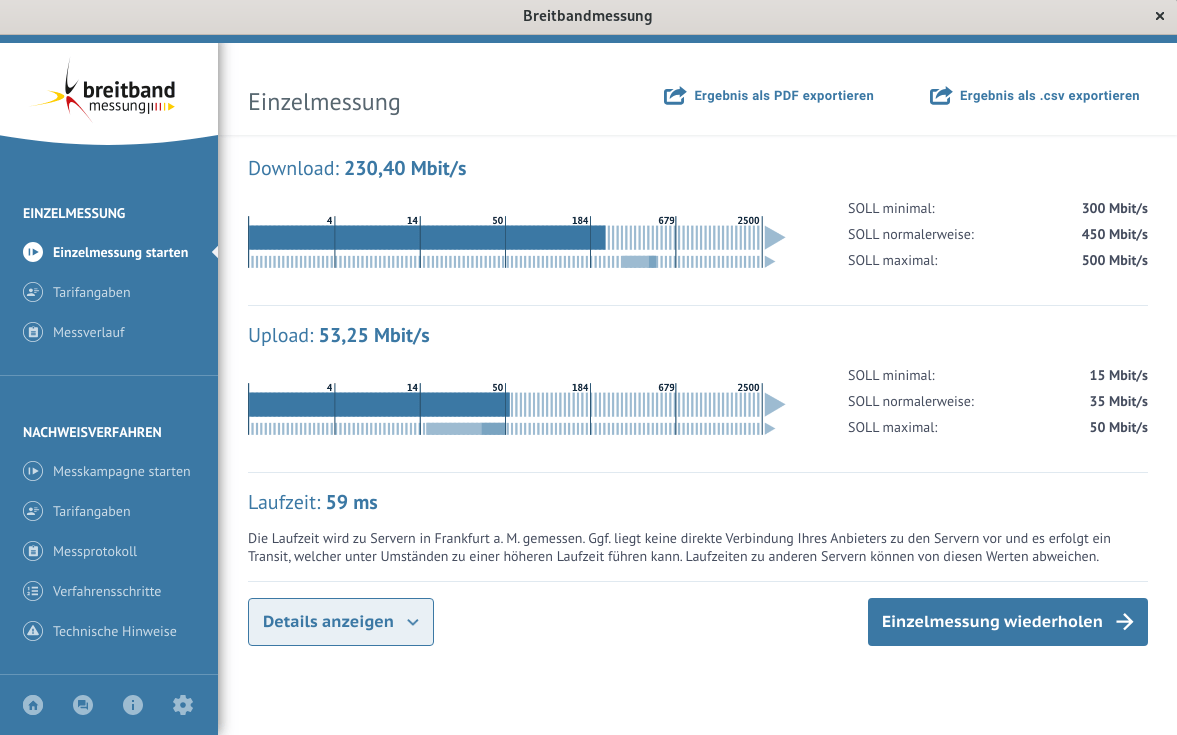 Breitbandmessung
breitband
messung
EINZELMESSUNG
Einzelmessung starten
Tarifangaben
Messverlauf
NACHWEISVERFAHREN
Messkampagne starten
Tarifangaben
Messprotokoll
Verfahrensschritte
Technische Hinweise
Einzelmessung
Ergebnis als PDF exportieren
Ergebnis als .csv exportieren
Download: 230,40 Mbit/s
4 14 50 184 679 2500
SOLL minimal: 300 Mbit/s
SOLL normalerweise: 450 Mbit/s
SOLL maximal: 500 Mbit/s
Upload: 53,25 Mbit/s
4 14 50 184 679 2500
SOLL minimal: 15 Mbit/s
SOLL normalerweise: 35 Mbit/s
SOLL maximal: 50 Mbit/s
Laufzeit: 59 ms
Die Laufzeit wird zu Servern in Frankfurt a. M. gemessen. Ggf. liegt keine direkte Verbindung Ihres Anbieters zu den Servern vor und es erfolgt ein
Transit, welcher unter Umständen zu einer höheren Laufzeit führen kann. Laufzeiten zu anderen Servern können von diesen Werten abweichen.
Details anzeigen
Einzelmessung wiederholen